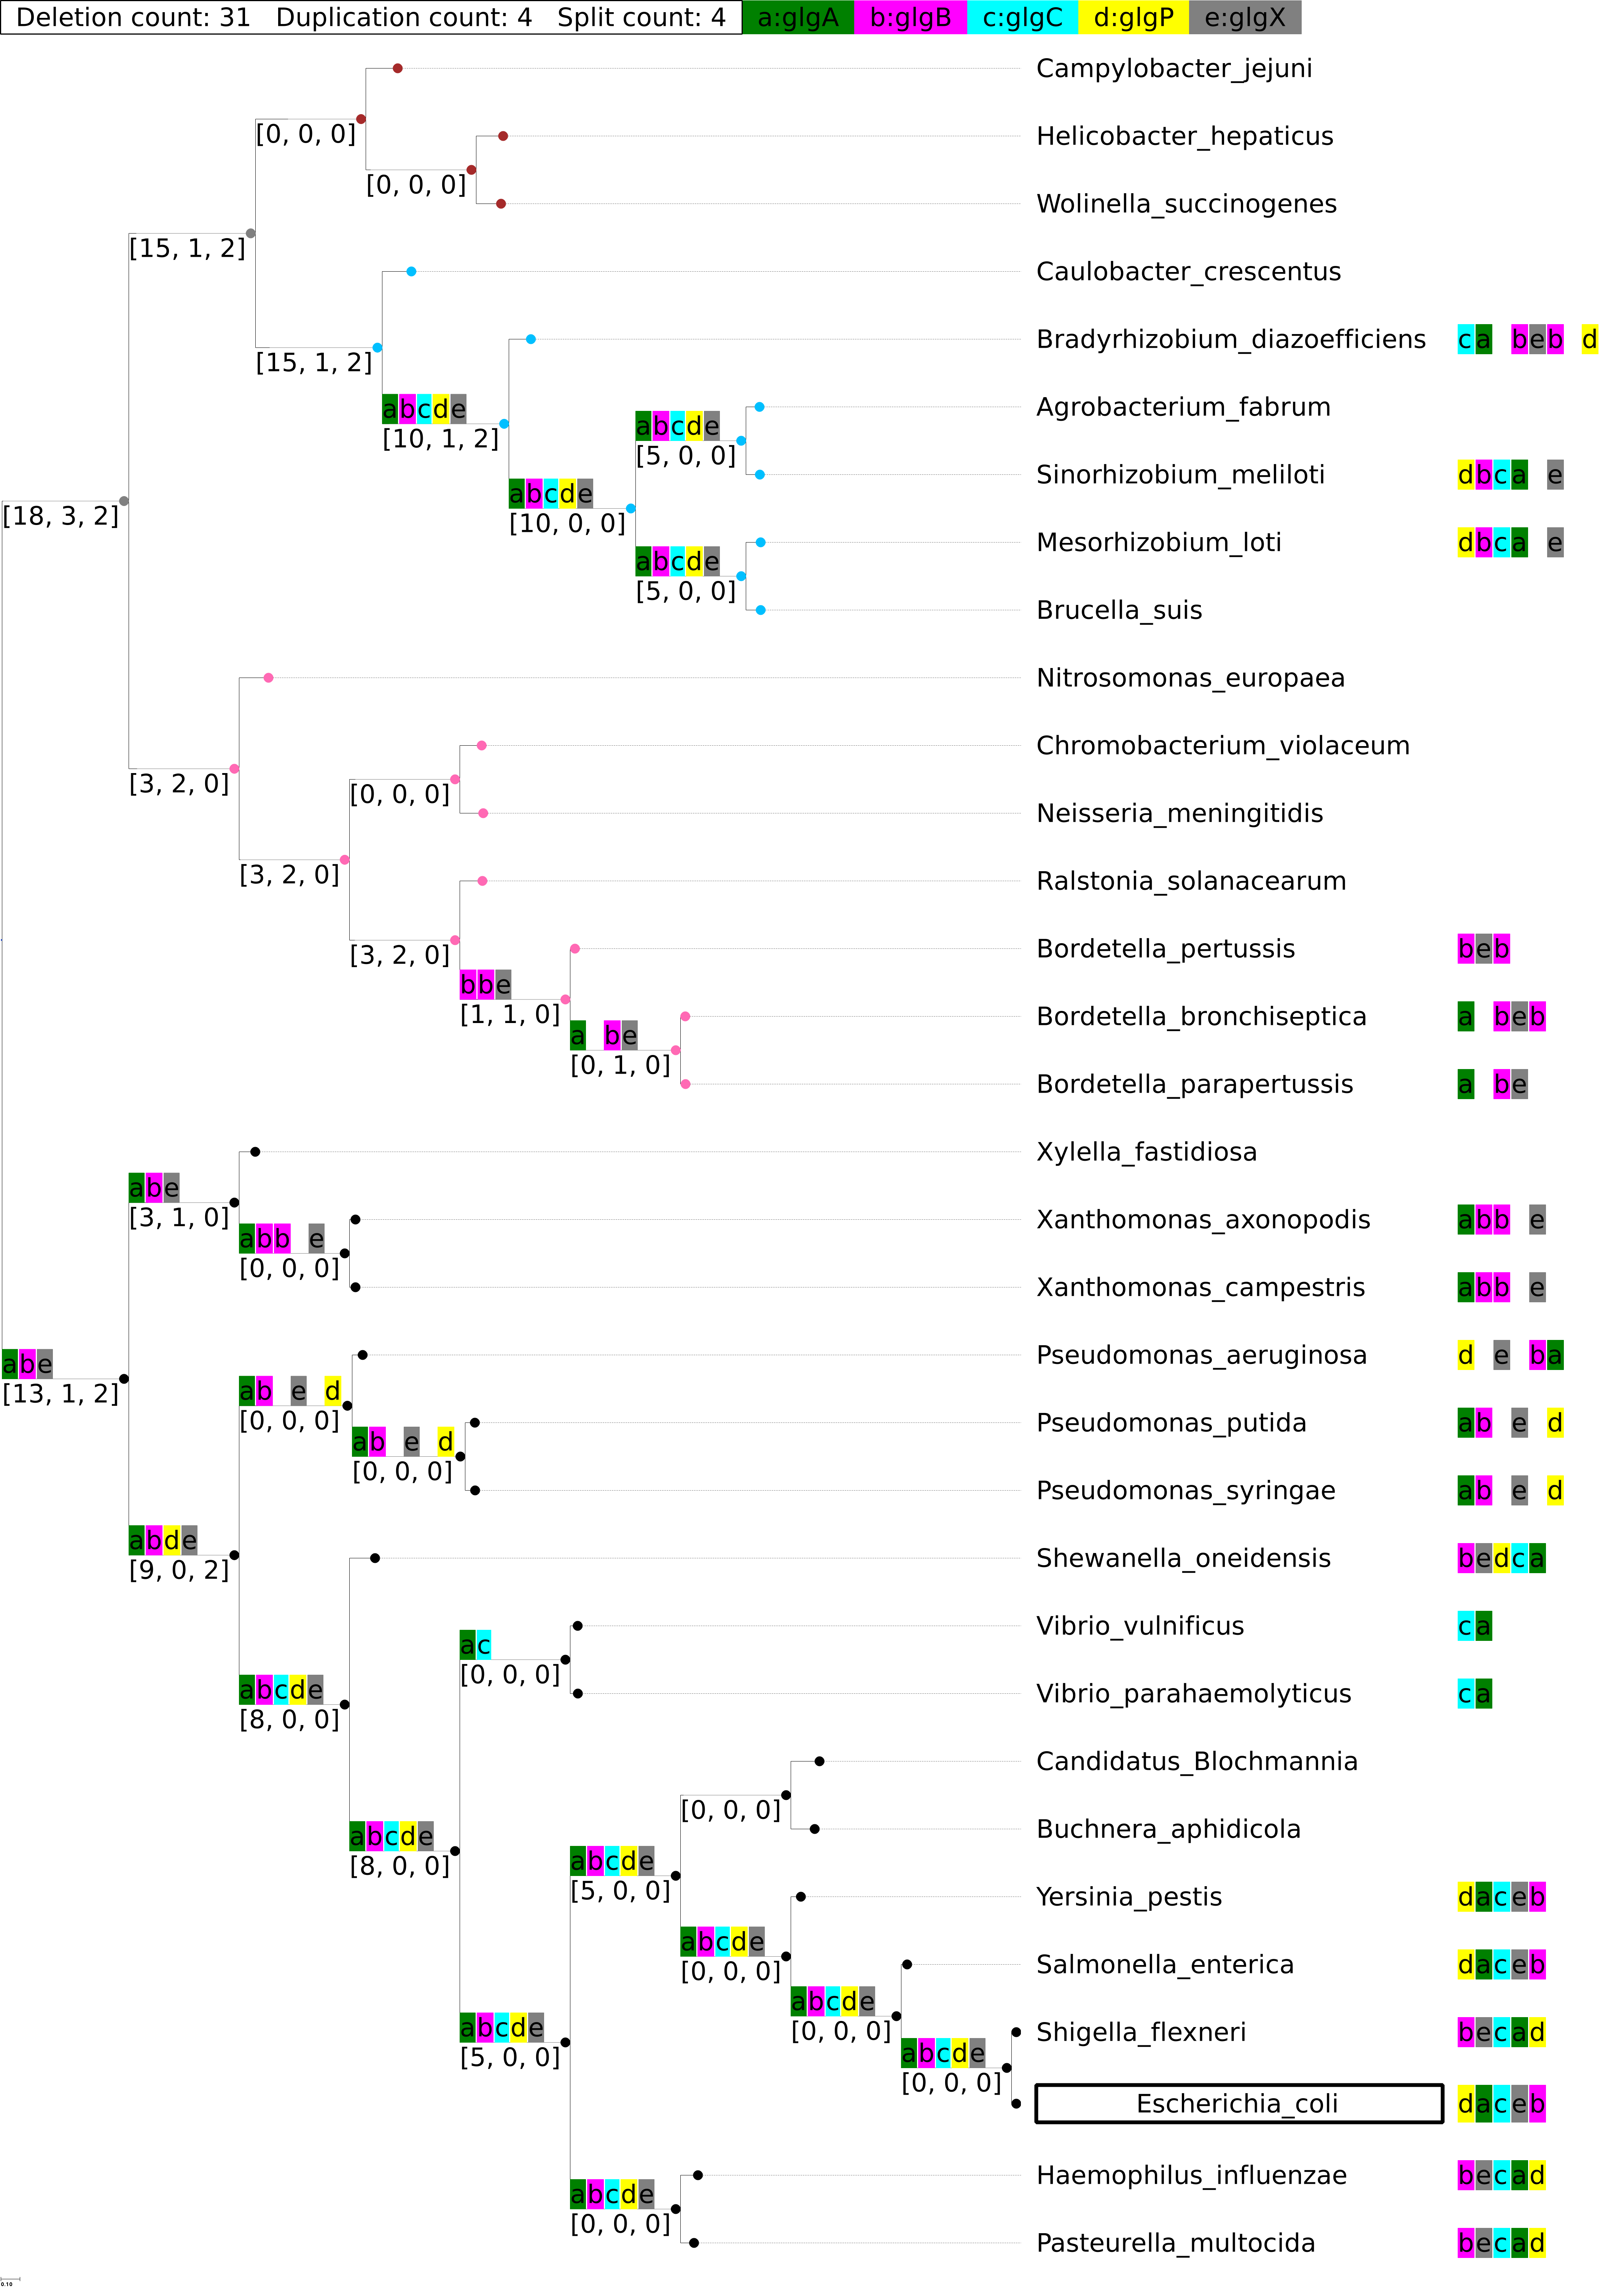 Deletion count: 31 Duplication count: 4 Split count: 4 a:glgA b:glgB c:glgC d:glgP e:glgX
Campylobacter_jejuni
[0, 0, 0]
Helicobacter_hepaticus
[0, 0, 0]
Wolinella_succinogenes
[15, 1, 2]
Caulobacter_crescentus
Bradyrhizobium_diazoefficiens ca beb d
[15, 1, 2]
abcde
Agrobacterium_fabrum
[10, 1, 2]
abcde
[5, 0, 0]
Sinorhizobium_meliloti dbca e
abcde
[18, 3, 2]
[10, 0, 0]
Mesorhizobium_loti dbca e
abcde
[5, 0, 0]
Brucella_suis
Nitrosomonas_europaea
Chromobacterium_violaceum
[3, 2, 0]
[0, 0, 0]
Neisseria_meningitidis
[3, 2, 0]
Ralstonia_solanacearum
Bordetella_pertussis beb
[3, 2, 0]
bbe
[1, 1, 0]
Bordetella_bronchiseptica a beb
a be
[0, 1, 0]
Bordetella_parapertussis a be
Xylella_fastidiosa
abe
[3, 1, 0]
Xanthomonas_axonopodis abb e
abb e
[0, 0, 0]
Xanthomonas_campestris abb e
Pseudomonas_aeruginosa d e ba
abe
[13, 1, 2]
ab e d
[0, 0, 0]
Pseudomonas_putida ab e d
ab e d
[0, 0, 0]
Pseudomonas_syringae ab e d
abde
[9, 0, 2]
Shewanella_oneidensis bedca
Vibrio_vulnificus ca
ac
[0, 0, 0]
Vibrio_parahaemolyticus ca
abcde
[8, 0, 0]
Candidatus_Blochmannia
[0, 0, 0]
Buchnera_aphidicola
abcde
[8, 0, 0]
abcde
[5, 0, 0]
Yersinia_pestis daceb
abcde
[0, 0, 0]
Salmonella_enterica daceb
abcde
[0, 0, 0]
Shigella_flexneri becad
abcde
[5, 0, 0]
abcde
[0, 0, 0]
Escherichia_coli daceb
Haemophilus_influenzae becad
abcde
[0, 0, 0]
Pasteurella_multocida becad
0.10